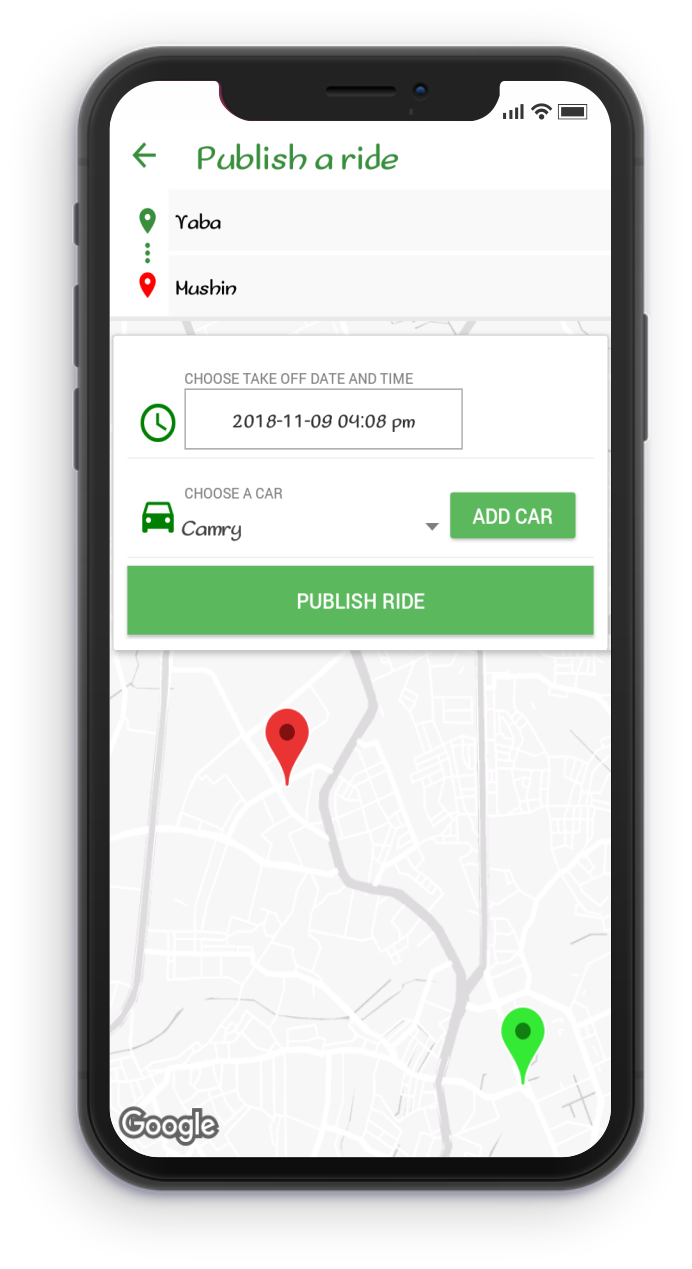 Publish a ride
Yaba
Mushin
CHOOSE TAKE OFF DATE AND TIME
2018-11-09 04:08 pm
CHOOSE A CAR
Camry
ADD CAR
PUBLISH RIDE
Google